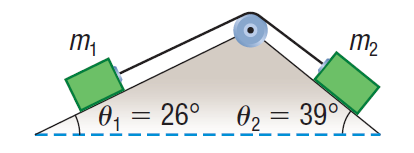 m₁ m₂
θ₁ = 26° θ₂ = 39°